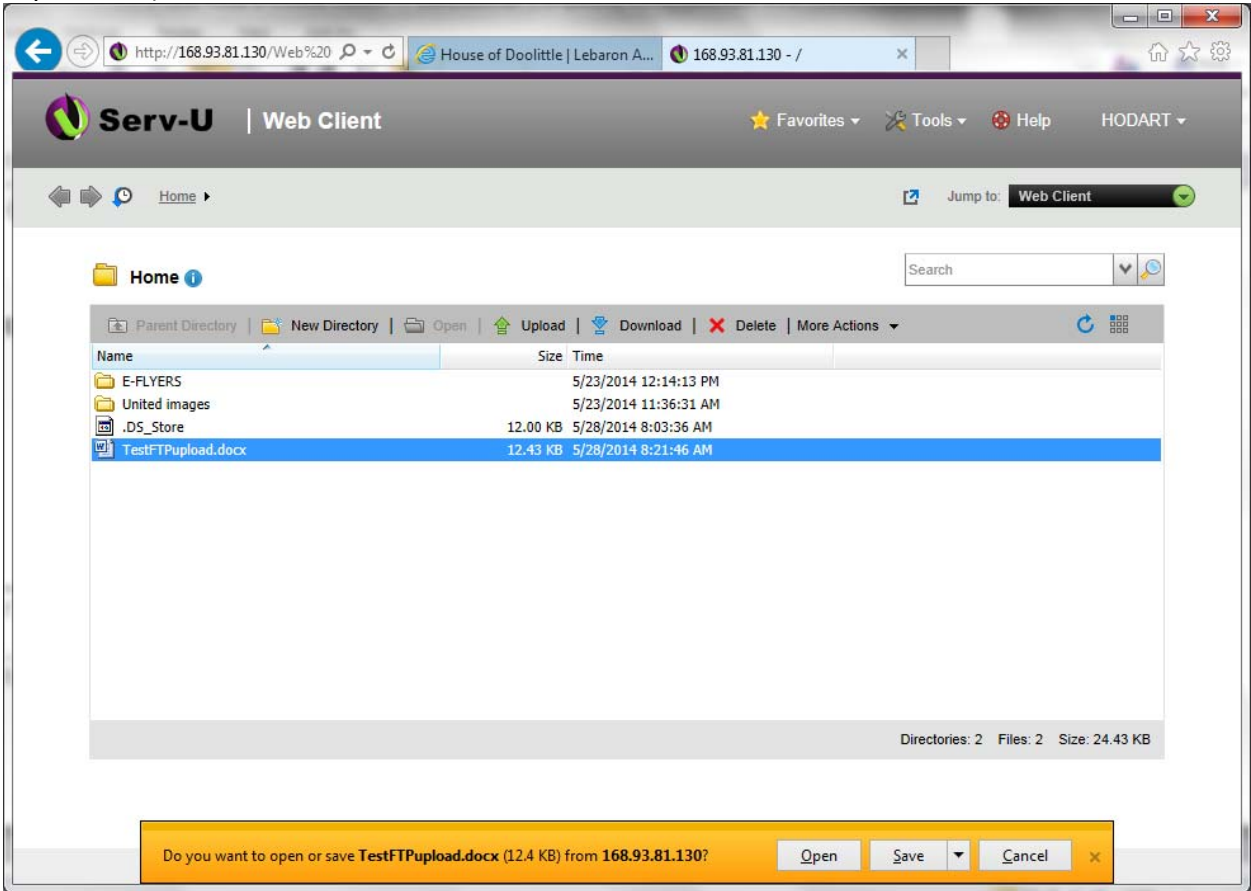 http://168.93.81.130/Web%20
House of Doolittle | Lebaron A...
168.93.81.130 - /
Serv-U | Web Client
Favorites
Tools
Help
HODART
Home
Jump to: Web Client
Home
Search
Parent Directory | New Directory | Open | Upload | Download | Delete | More Actions
Name Size Time
E-FLYERS 5/23/2014 12:14:13 PM
United images 5/23/2014 11:36:31 AM
.DS_Store 12.00 KB 5/28/2014 8:03:36 AM
TestFTPupload.docx 12.43 KB 5/28/2014 8:21:46 AM
Directories: 2 Files: 2 Size: 24.43 KB
Do you want to open or save TestFTPupload.docx (12.4 KB) from 168.93.81.130?
Open
Save
Cancel